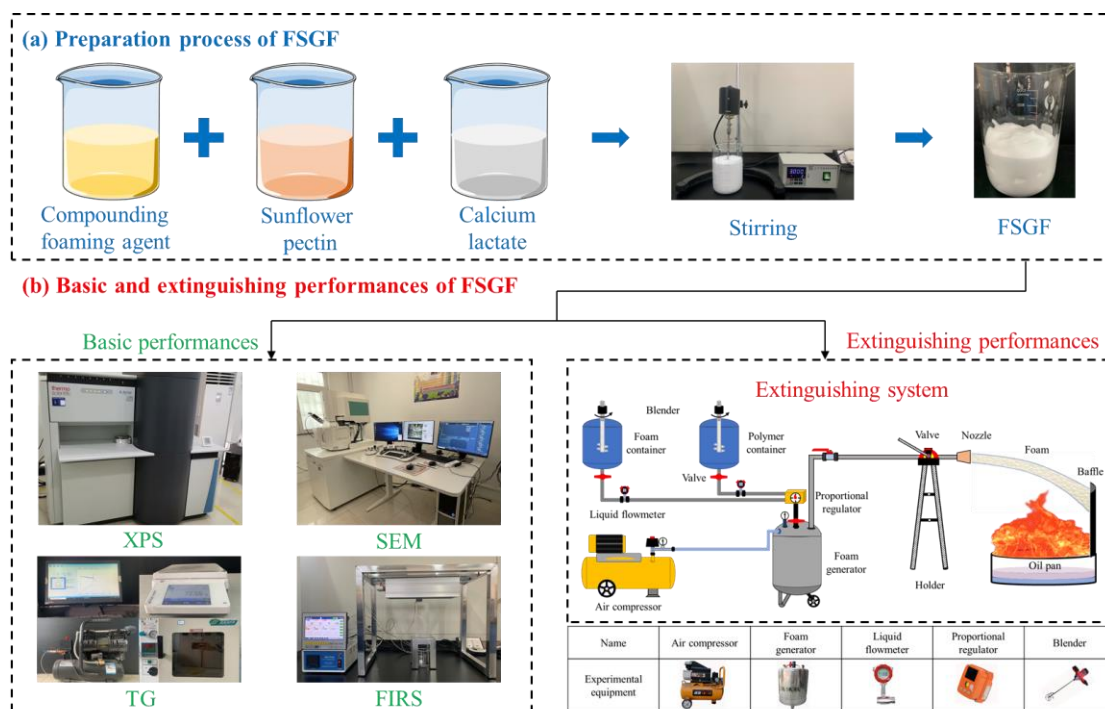 (a) Preparation process of FSGF
Compounding
foaming agent
Sunflower
pectin
Calcium
lactate
Stirring
FSGF
(b) Basic and extinguishing performances of FSGF
Basic performances
XPS
SEM
TG
FIRS
Extinguishing performances
Extinguishing system
Blender
Foam
container
Polymer
container
Valve
Liquid flowmeter
Proportional
regulator
Foam
generator
Air compressor
Valve
Nozzle
Foam
Baffle
Holder
Oil pan
Name
Air compressor
Foam
generator
Liquid
flowmeter
Proportional
regulator
Blender
Experimental
equipment